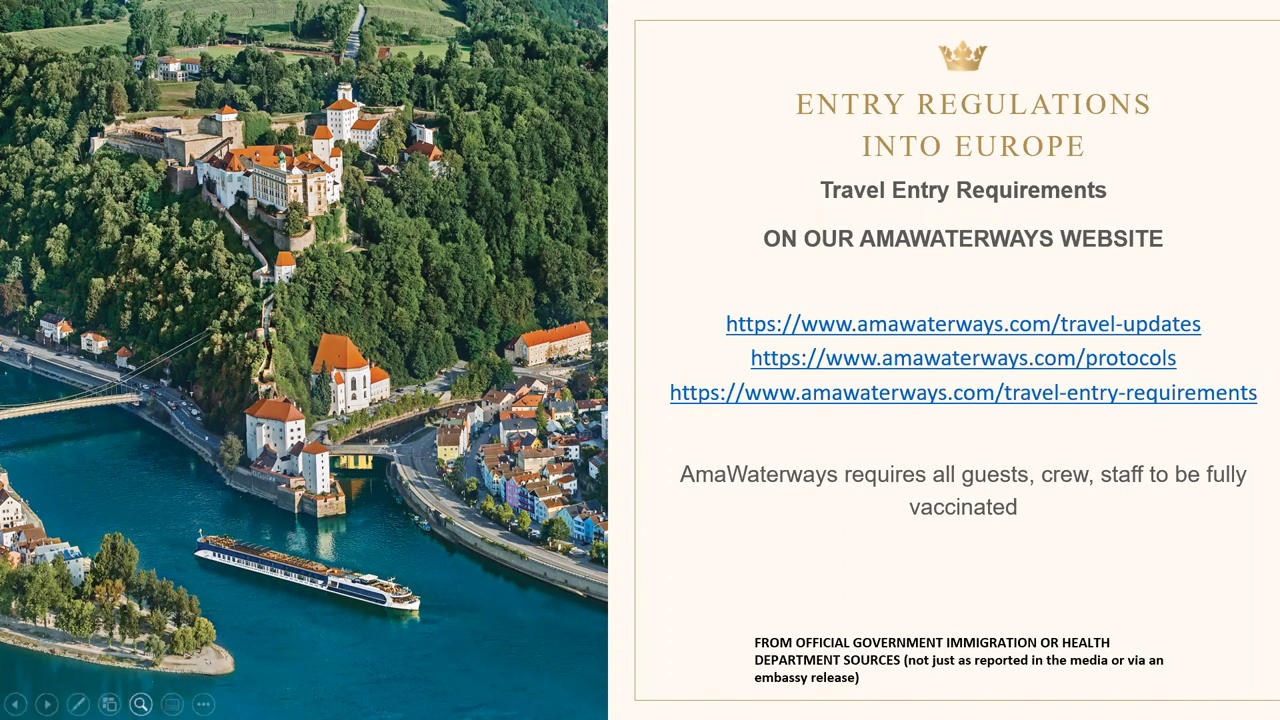 ENTRY REGULATIONS
INTO EUROPE
Travel Entry Requirements
ON OUR AMAWATERWAYS WEBSITE
https://www.amawaterways.com/travel-updates
https://www.amawaterways.com/protocols
https://www.amawaterways.com/travel-entry-requirements
AmaWaterways requires all guests, crew, staff to be fully
vaccinated
FROM OFFICIAL GOVERNMENT IMMIGRATION OR HEALTH
DEPARTMENT SOURCES (not just as reported in the media or via an
embassy release)